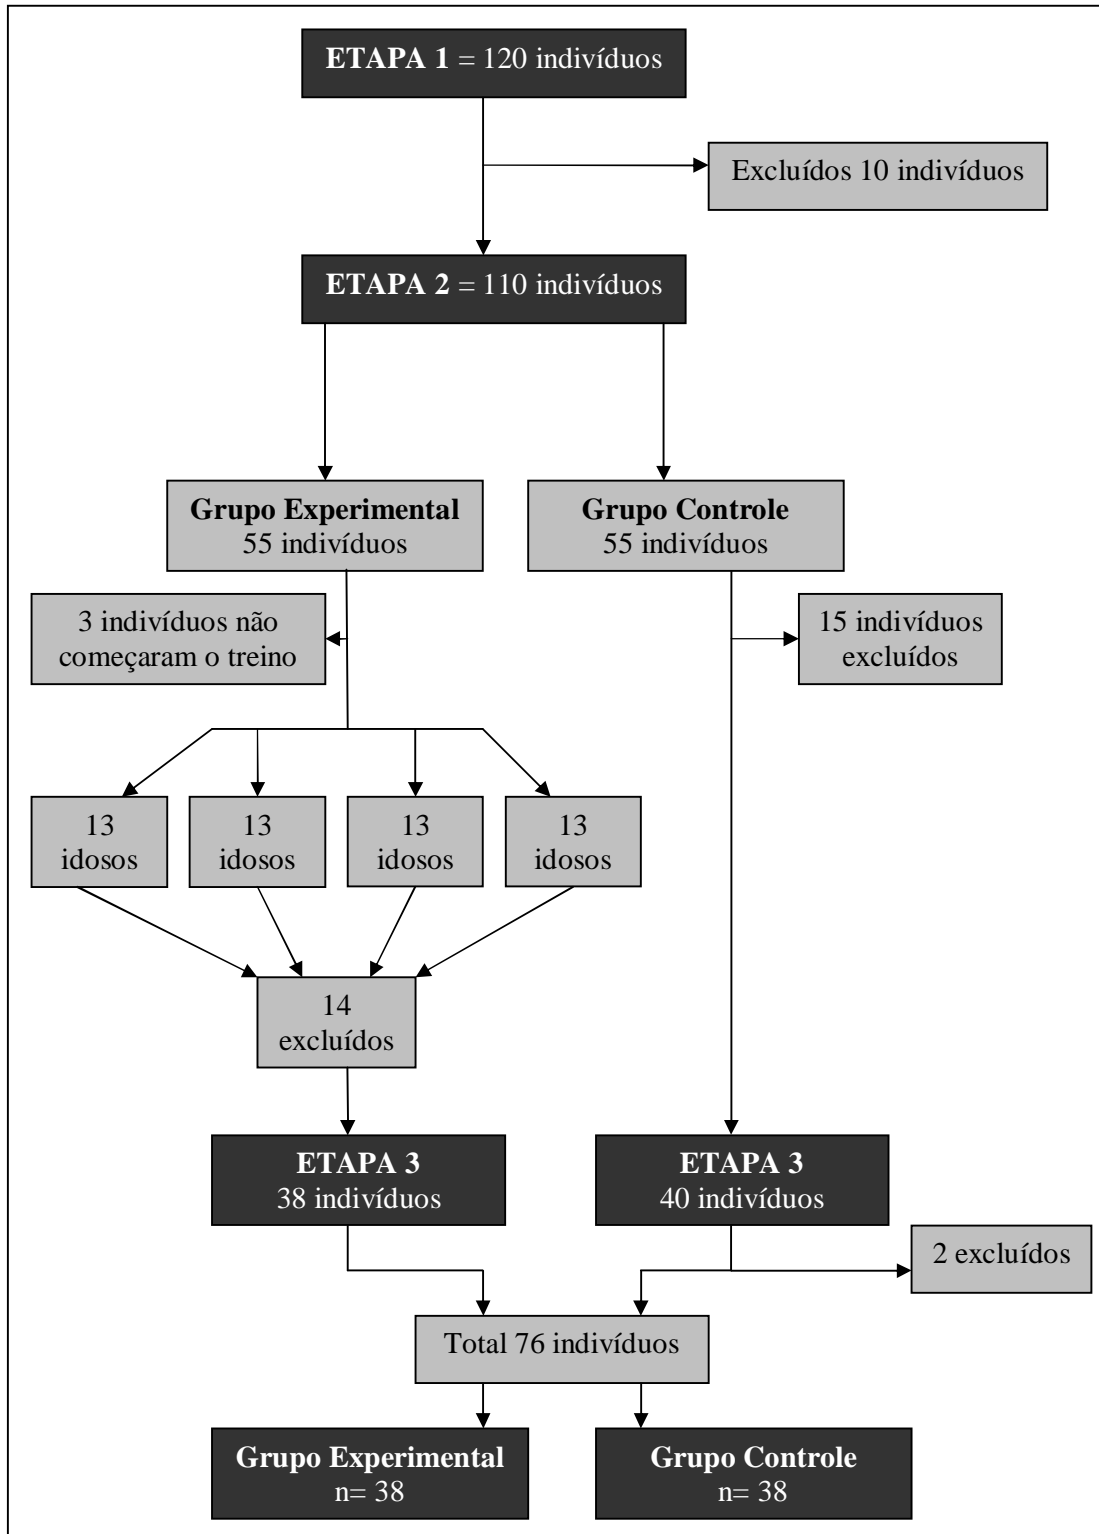 ETAPA 1 = 120 indivíduos
Excluídos 10 indivíduos
ETAPA 2 = 110 indivíduos
Grupo Experimental
55 indivíduos
Grupo Controle
55 indivíduos
3 indivíduos não
começaram o treino
15 indivíduos
excluídos
13
idosos
13
idosos
13
idosos
13
idosos
14
excluídos
ETAPA 3
38 indivíduos
ETAPA 3
40 indivíduos
2 excluídos
Total 76 indivíduos
Grupo Experimental
n= 38
Grupo Controle
n= 38